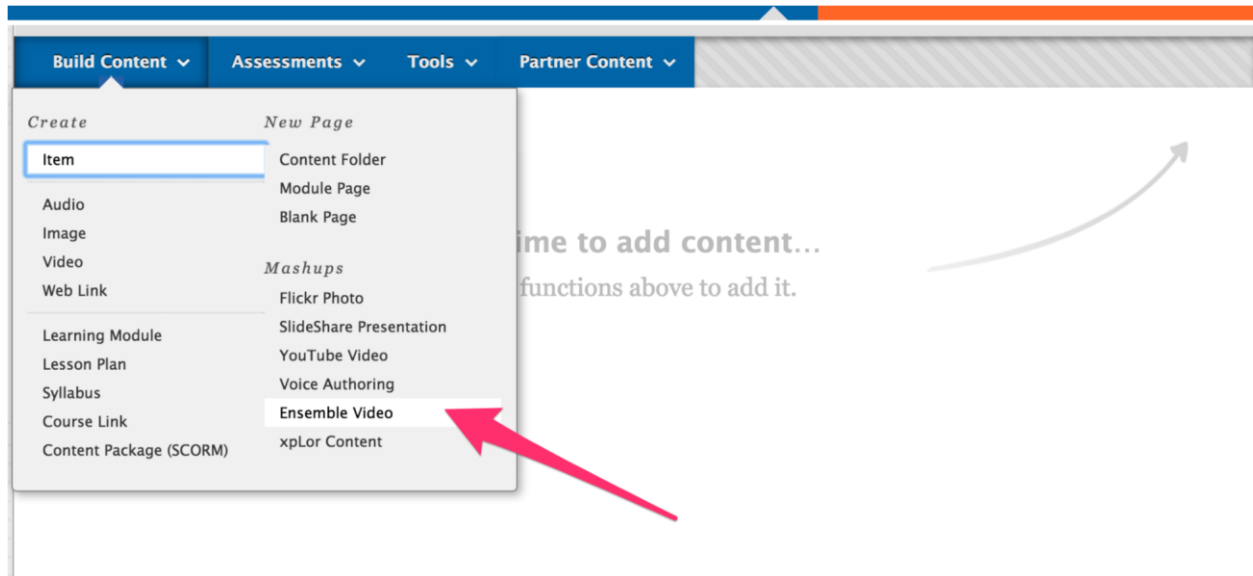 Build Content
Assessments
Tools
Partner Content
Create
Item
Audio
Image
Video
Web Link
Learning Module
Lesson Plan
Syllabus
Course Link
Content Package (SCORM)
New Page
Content Folder
Module Page
Blank Page
Mashups
Flickr Photo
SlideShare Presentation
YouTube Video
Voice Authoring
Ensemble Video
xpLor Content
to add content...
functions above to add it.